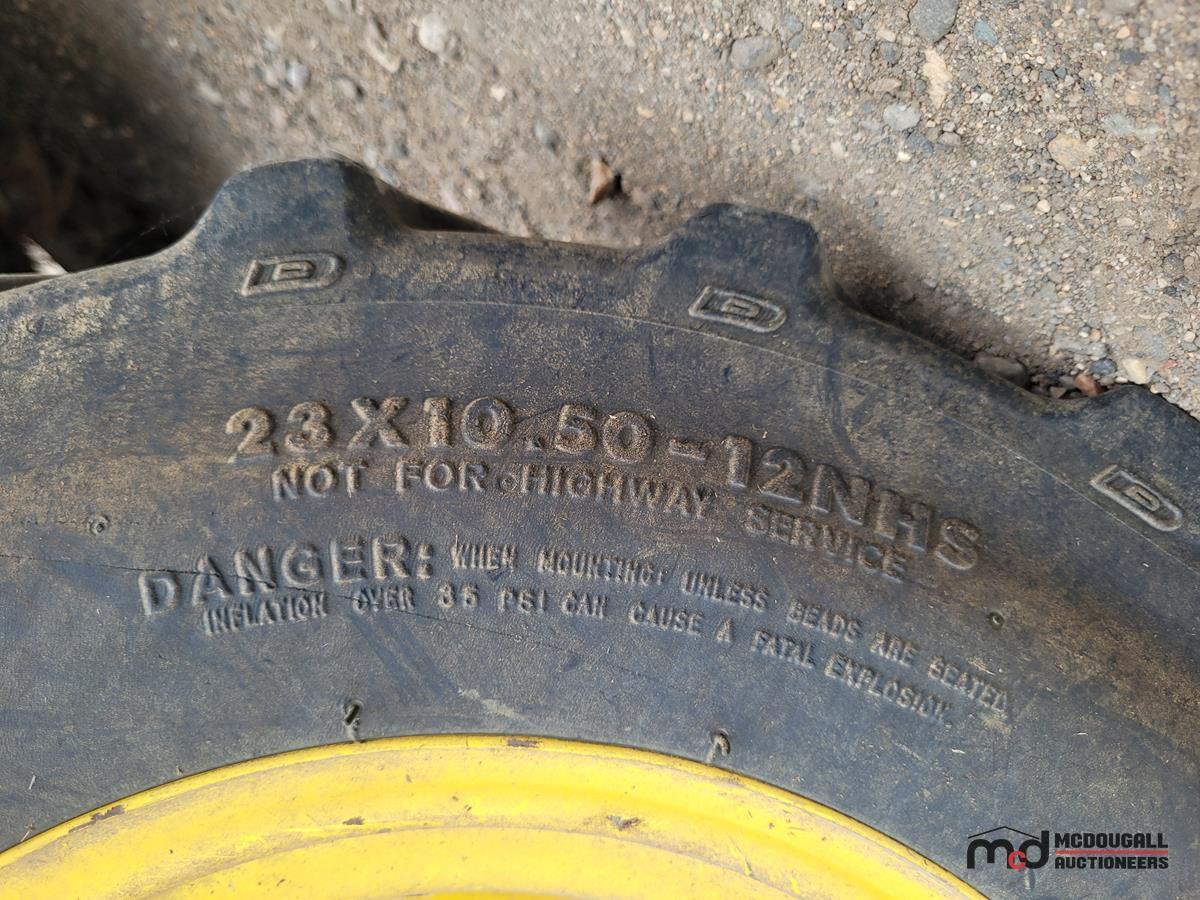 23X10.50-12NHS
NOT FOR HIGHWAY SERVICE
DANGER: WHEN MOUNTING, UNLESS BEADS ARE SEATED,
INFLATION OVER 35 PSI CAN CAUSE A FATAL EXPLOSION.
mcd MCDOUGALL
AUCTIONEERS